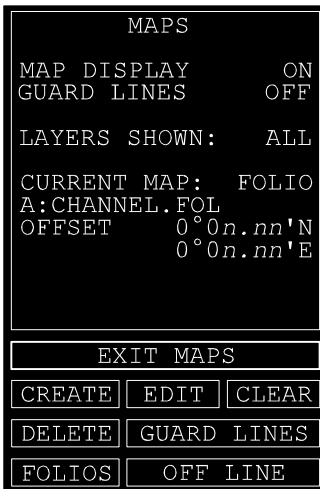 MAPS
MAP DISPLAY ON
GUARD LINES OFF
LAYERS SHOWN: ALL
CURRENT MAP: FOLIO
A:CHANNEL.FOL
OFFSET 0°0n.nn'N
0°0n.nn'E
EXIT MAPS
CREATE EDIT CLEAR
DELETE GUARD LINES
FOLIOS OFF LINE